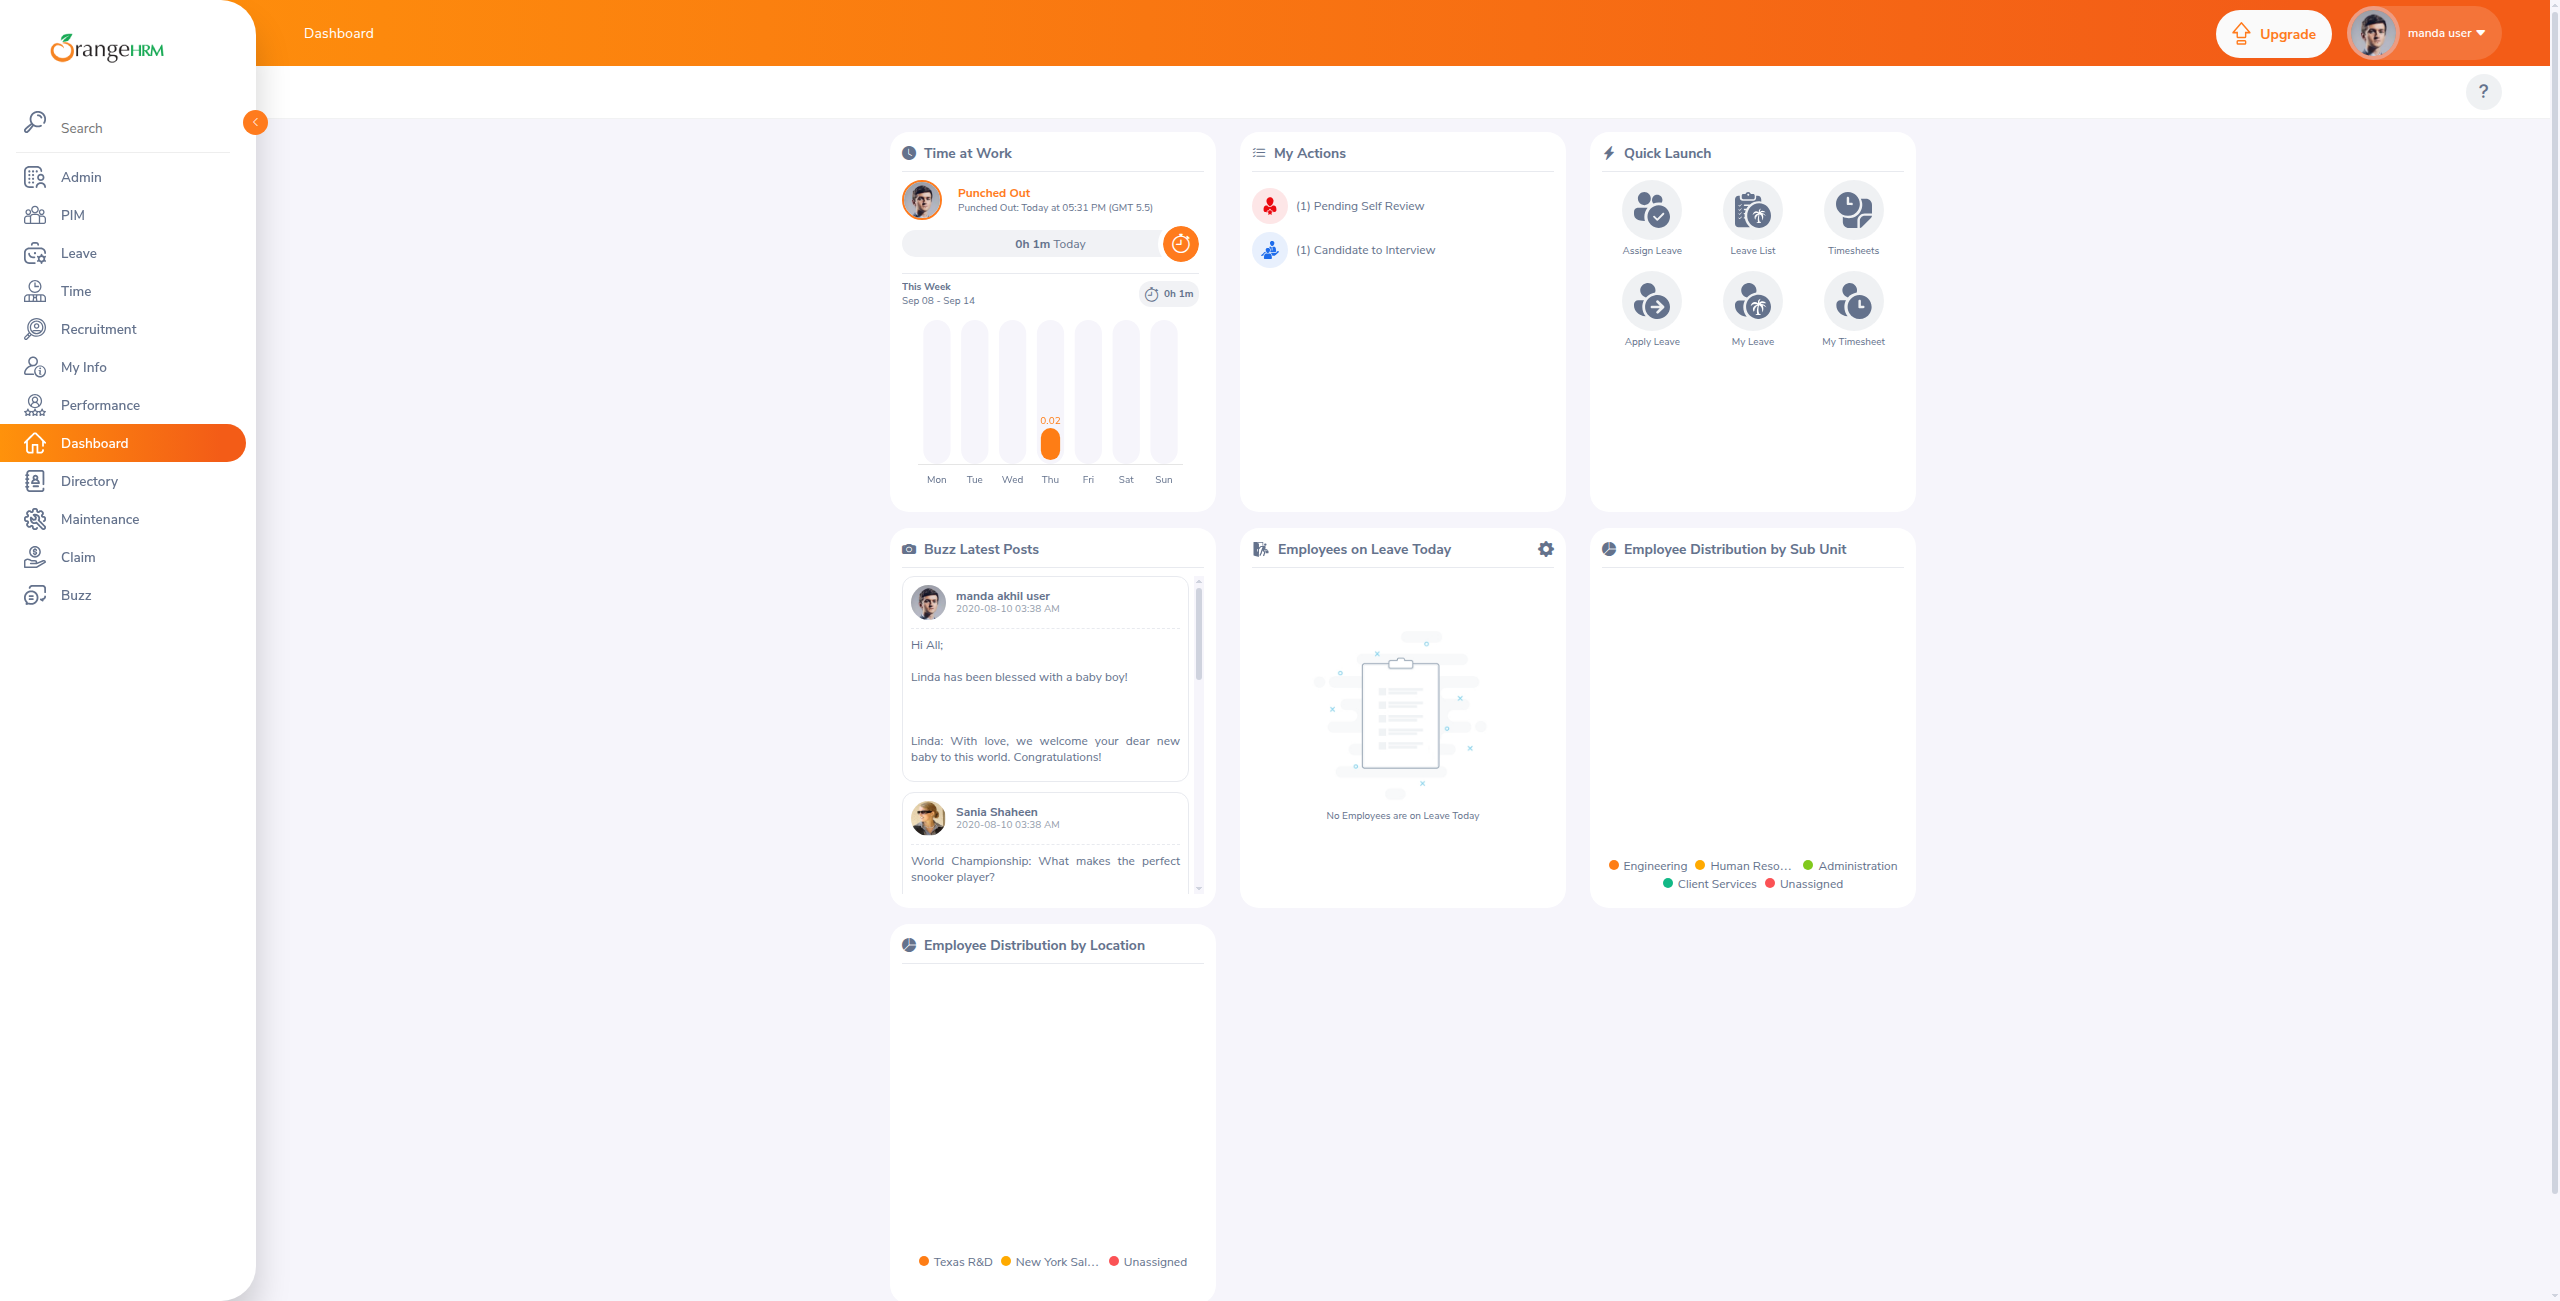 OrangeHRM
Dashboard
Upgrade
manda user
?
Search
Admin
PIM
Leave
Time
Recruitment
My Info
Performance
Dashboard
Directory
Maintenance
Claim
Buzz
Time at Work
Punched Out
Punched Out: Today at 05:31 PM (GMT 5.5)
0h 1m Today
This Week
Sep 08 - Sep 14
0h 1m
0.02
Mon Tue Wed Thu Fri Sat Sun
My Actions
(1) Pending Self Review
(1) Candidate to Interview
Quick Launch
Assign Leave Leave List Timesheets
Apply Leave My Leave My Timesheet
Buzz Latest Posts
manda akhil user
2020-08-10 03:38 AM
Hi All;
Linda has been blessed with a baby boy!
Linda: With love, we welcome your dear new
baby to this world. Congratulations!
Sania Shaheen
2020-08-10 03:38 AM
World Championship: What makes the perfect
snooker player?
Employees on Leave Today
No Employees are on Leave Today
Employee Distribution by Sub Unit
Engineering Human Reso... Administration
Client Services Unassigned
Employee Distribution by Location
Texas R&D New York Sal... Unassigned